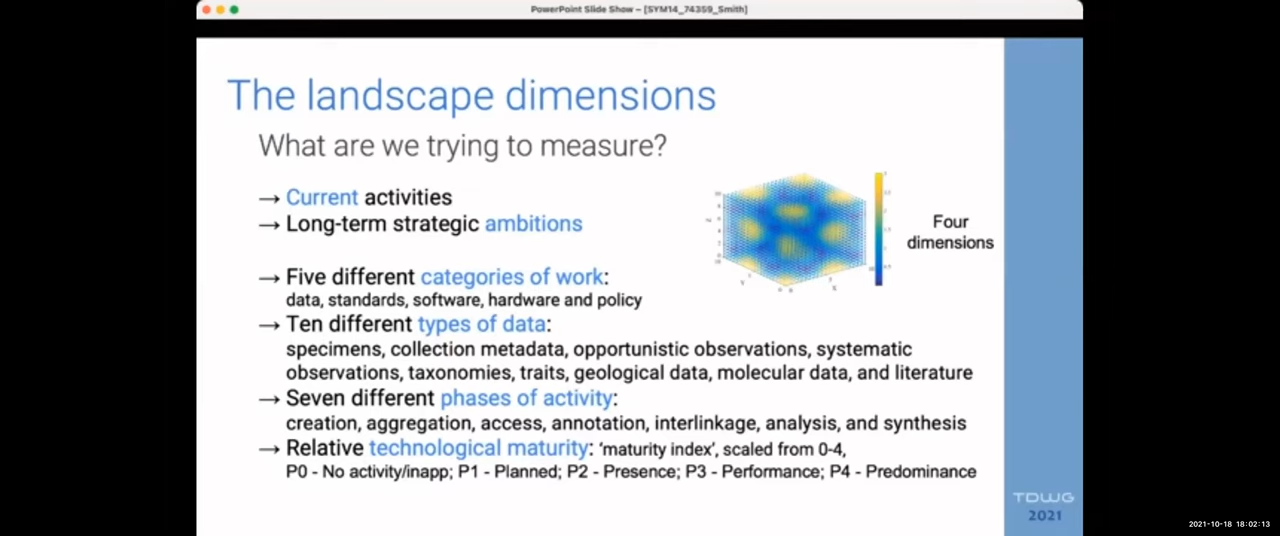 PowerPoint Slide Show – [SYM14_74359_Smith]
The landscape dimensions
What are we trying to measure?
→ Current activities
→ Long-term strategic ambitions
Four
dimensions
→ Five different categories of work:
data, standards, software, hardware and policy
→ Ten different types of data:
specimens, collection metadata, opportunistic observations, systematic
observations, taxonomies, traits, geological data, molecular data, and literature
→ Seven different phases of activity:
creation, aggregation, access, annotation, interlinkage, analysis, and synthesis
→ Relative technological maturity: ‘maturity index’, scaled from 0-4,
P0 - No activity/inapp; P1 - Planned; P2 - Presence; P3 - Performance; P4 - Predominance
TDWG
2021
2021-10-18 18:02:13